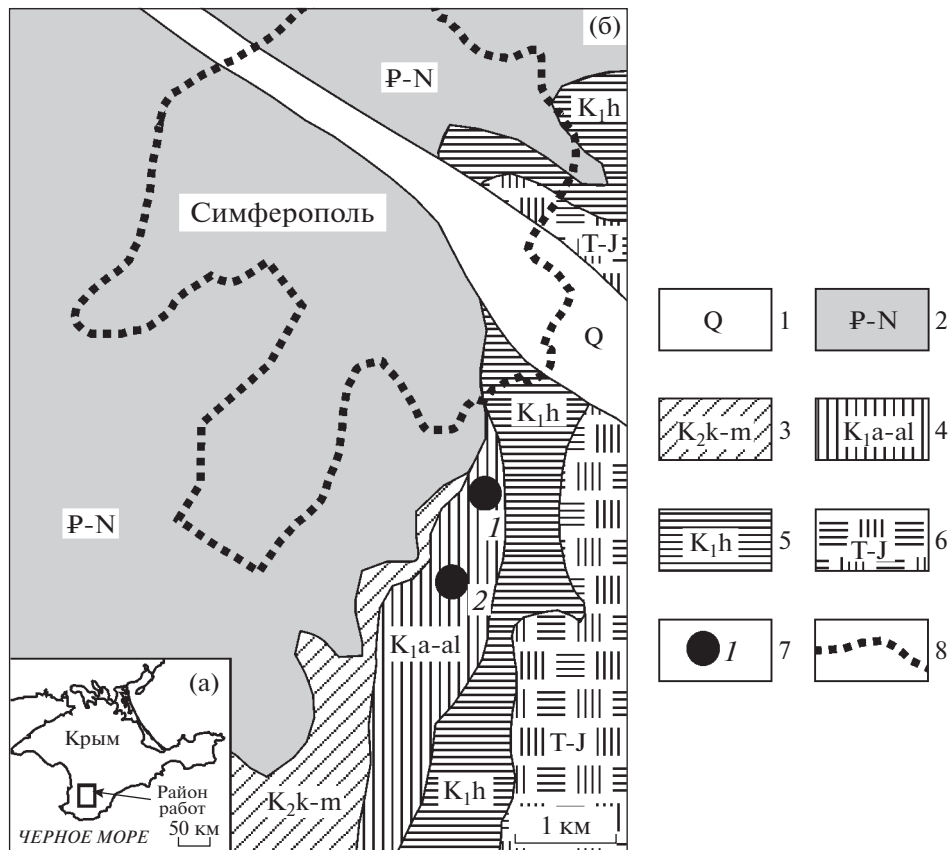 (б)
₽-N
K₁h
Симферополь
T-J
Q
K₁h
₽-N
1
2
K₁a-al
T-J
K₂k-m
K₁h
1 км
(а)
Крым
Район
работ
ЧЕРНОЕ МОРЕ
50 км
Q 1
₽-N 2
K₂k-m 3
K₁a-al 4
K₁h 5
T-J 6
1 7
8